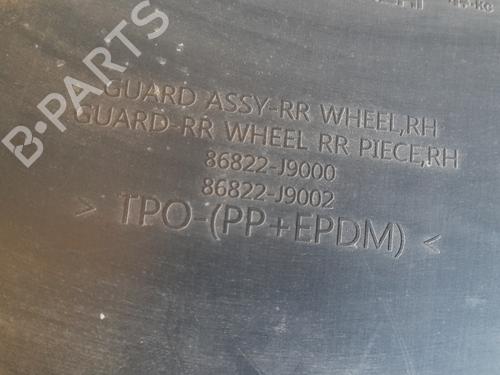 B-PARTS
GUARD ASSY-RR WHEEL,RH
GUARD-RR WHEEL RR PIECE,RH
86822-J9000
86822-J9002
> TPO-(PP+EPDM) <